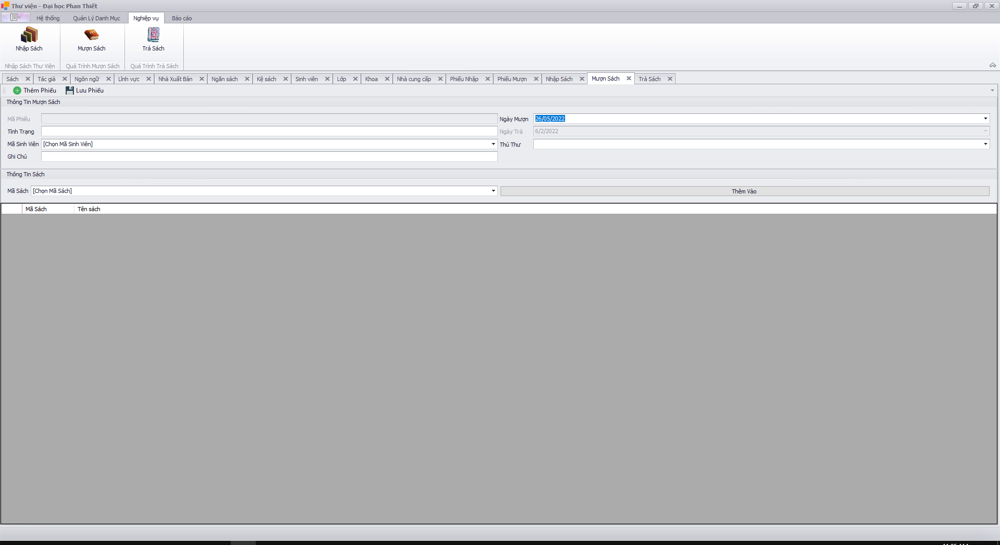 Thư viện - Đại học Phan Thiết
Hệ thống Quản Lý Danh Mục Nghiệp vụ Báo cáo
Nhập Sách Mượn Sách Trả Sách
Nhập Sách Thư Viện Quá Trình Mượn Sách Quá Trình Trả Sách
Sách Tác giả Ngôn ngữ Lĩnh vực Nhà Xuất Bản Ngăn sách Kệ sách Sinh viên Lớp Khoa Nhà cung cấp Phiếu Nhập Phiếu Mượn Nhập Sách Mượn Sách Trả Sách
Thêm Phiếu Lưu Phiếu
Thông Tin Mượn Sách
Mã Phiếu Ngày Mượn 26/05/2022
Tình Trạng Ngày Trả 6/2/2022
Mã Sinh Viên [Chọn Mã Sinh Viên] Thủ Thư
Ghi Chú
Thông Tin Sách
Mã Sách [Chọn Mã Sách] Thêm Vào
Mã Sách Tên sách